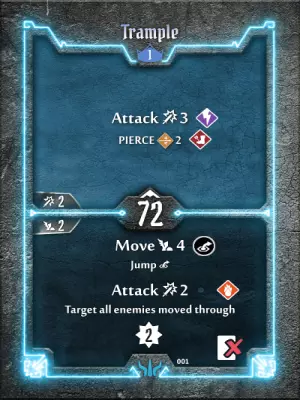 Trample
1
Attack 3
PIERCE 2
2
72
2
Move 4
Jump
Attack 2
Target all enemies moved through
2
001